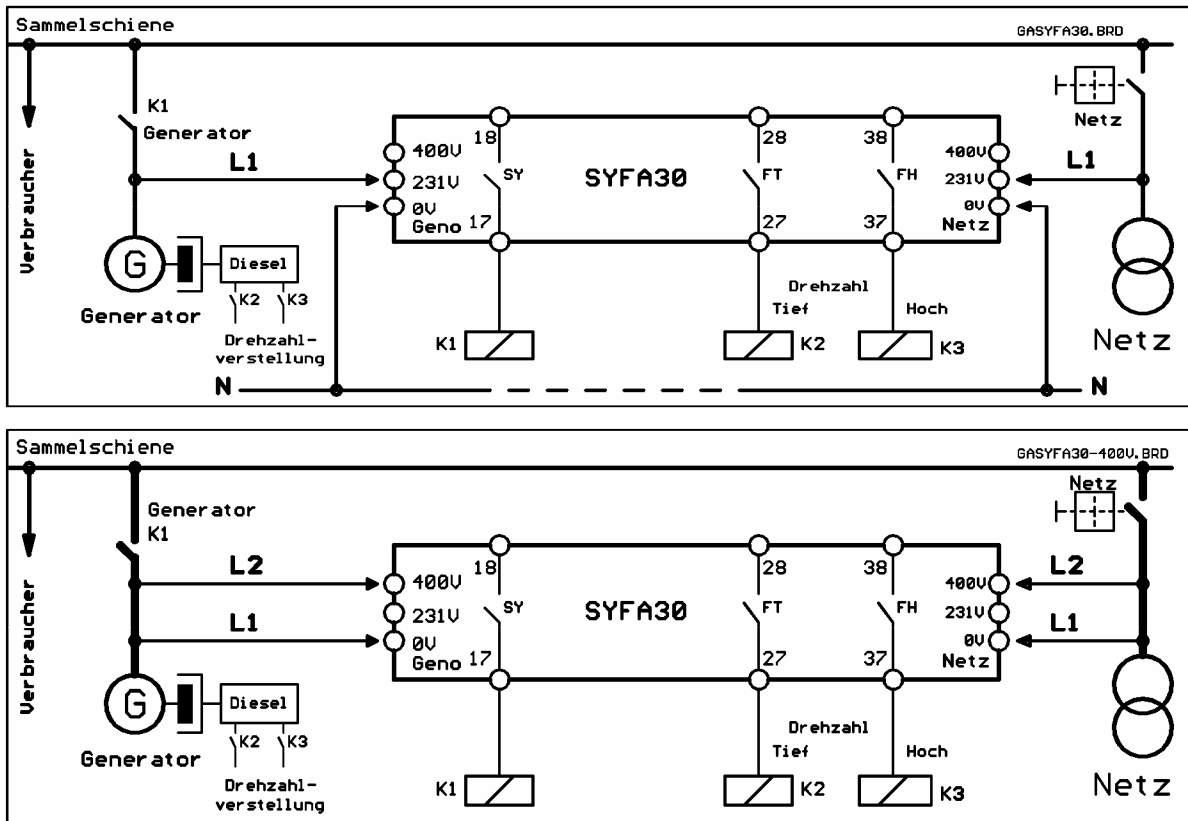 Sammelschiene
GASYFA30.BRD
K1
Generator
Netz
Verbraucher
L1
400V
231V
0V
Geno
18
SY
17
SYFA30
28
FT
27
38
FH
37
400V
231V
0V
Netz
L1
G
Diesel
K2
K3
Generator
Drehzahl-
verstellung
Drehzahl
Tief
Hoch
K1
K2
K3
Netz
N
N
Sammelschiene
GASYFA30-400V.BRD
Generator
K1
Netz
Verbraucher
L2
L1
400V
231V
0V
Geno
18
SY
17
SYFA30
28
FT
27
38
FH
37
400V
231V
0V
Netz
L2
L1
G
Diesel
K2
K3
Generator
Drehzahl-
verstellung
Drehzahl
Tief
Hoch
K1
K2
K3
Netz